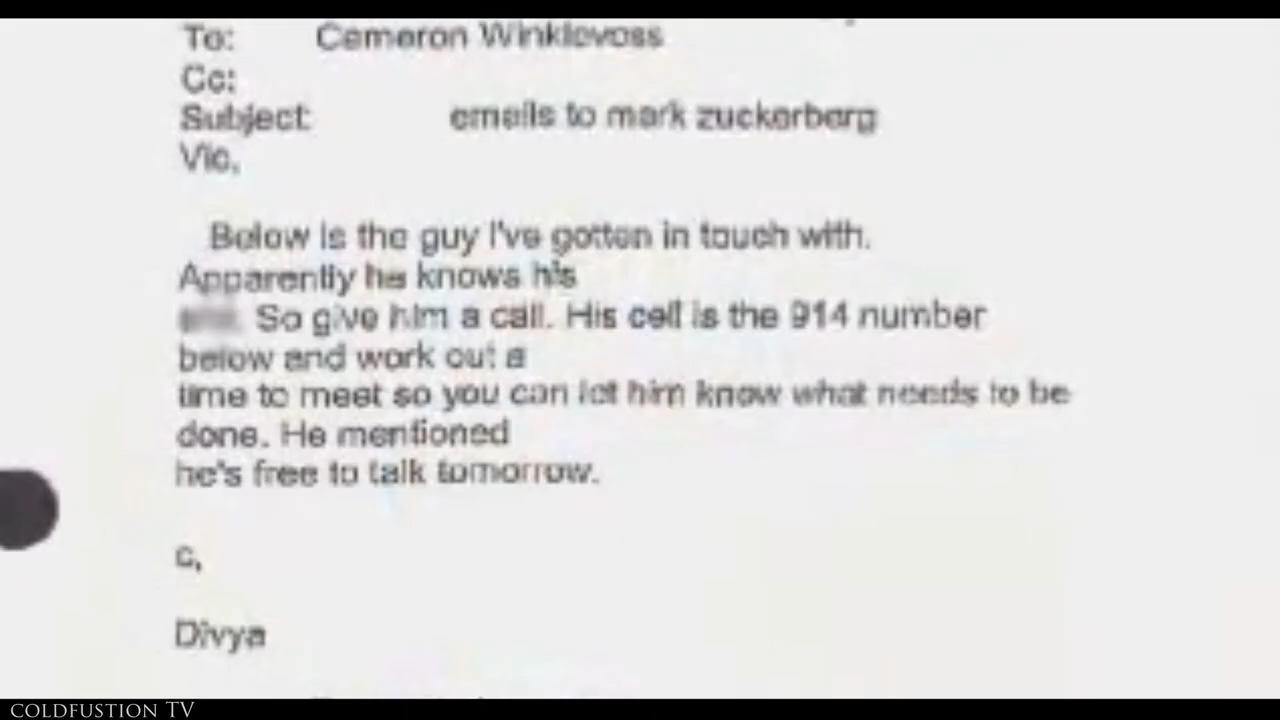 To: Cameron Winklevoss
Cc:
Subject: emails to mark zuckerberg
Vic,
Below is the guy I've gotten in touch with.
Apparently he knows his
So give him a call. His cell is the 914 number
below and work out a
time to meet so you can let him know what needs to be
done. He mentioned
he's free to talk tomorrow.
c,
Divya
COLDFUSTION TV